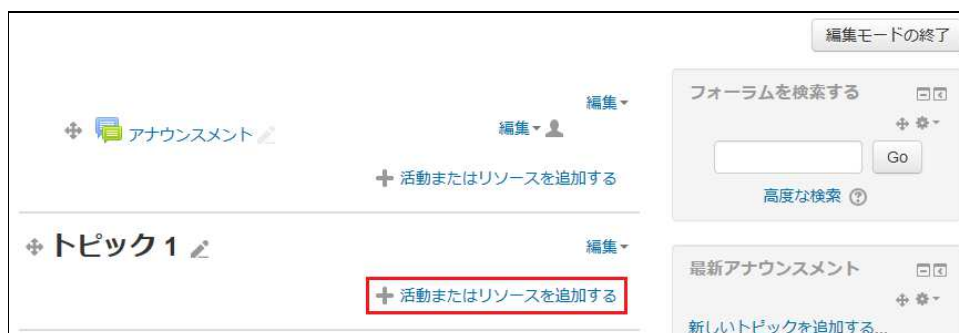 編集モードの終了
編集
アナウンスメント
編集
活動またはリソースを追加する
トピック 1
編集
活動またはリソースを追加する
フォーラムを検索する
Go
高度な検索
最新アナウンスメント
新しいトピックを追加する...